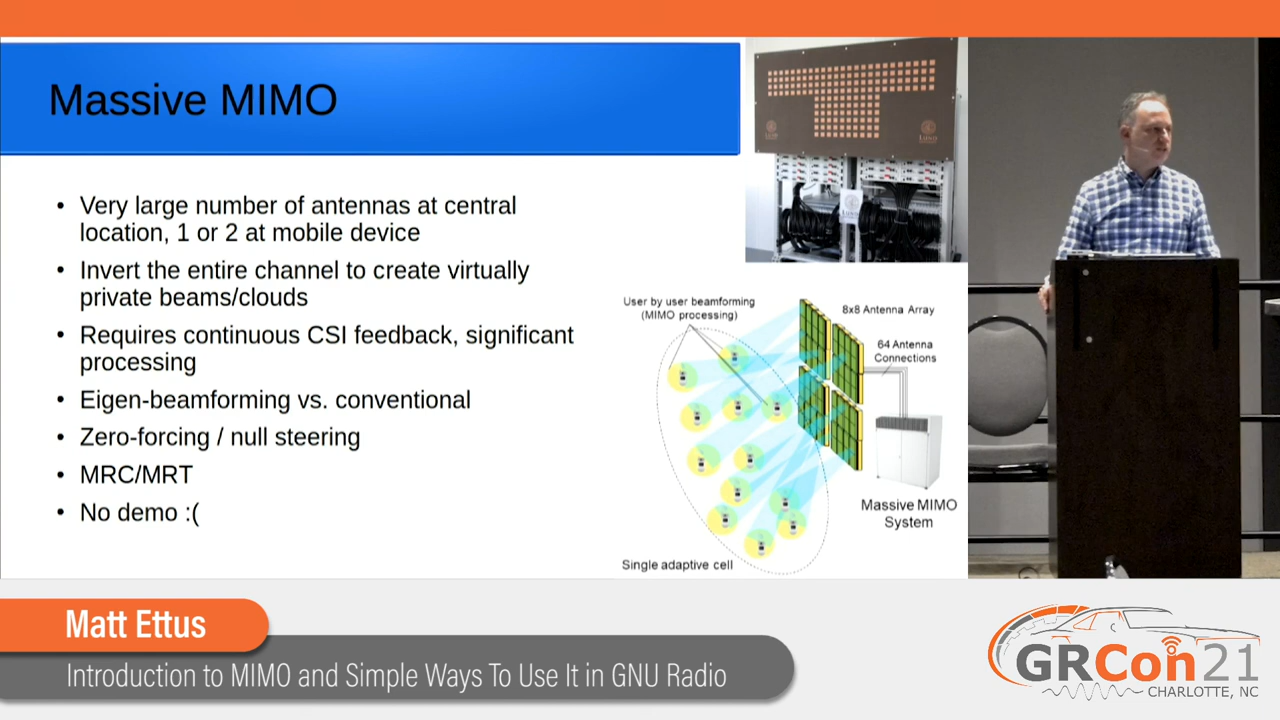 Massive MIMO
• Very large number of antennas at central
location, 1 or 2 at mobile device
• Invert the entire channel to create virtually
private beams/clouds
• Requires continuous CSI feedback, significant
processing
• Eigen-beamforming vs. conventional
• Zero-forcing / null steering
• MRC/MRT
• No demo :(
LUND
LUND
User by user beamforming
(MIMO processing)
8x8 Antenna Array
64 Antenna
Connections
Massive MIMO
System
Single adaptive cell
Matt Ettus
Introduction to MIMO and Simple Ways To Use It in GNU Radio
GRCon21
CHARLOTTE, NC